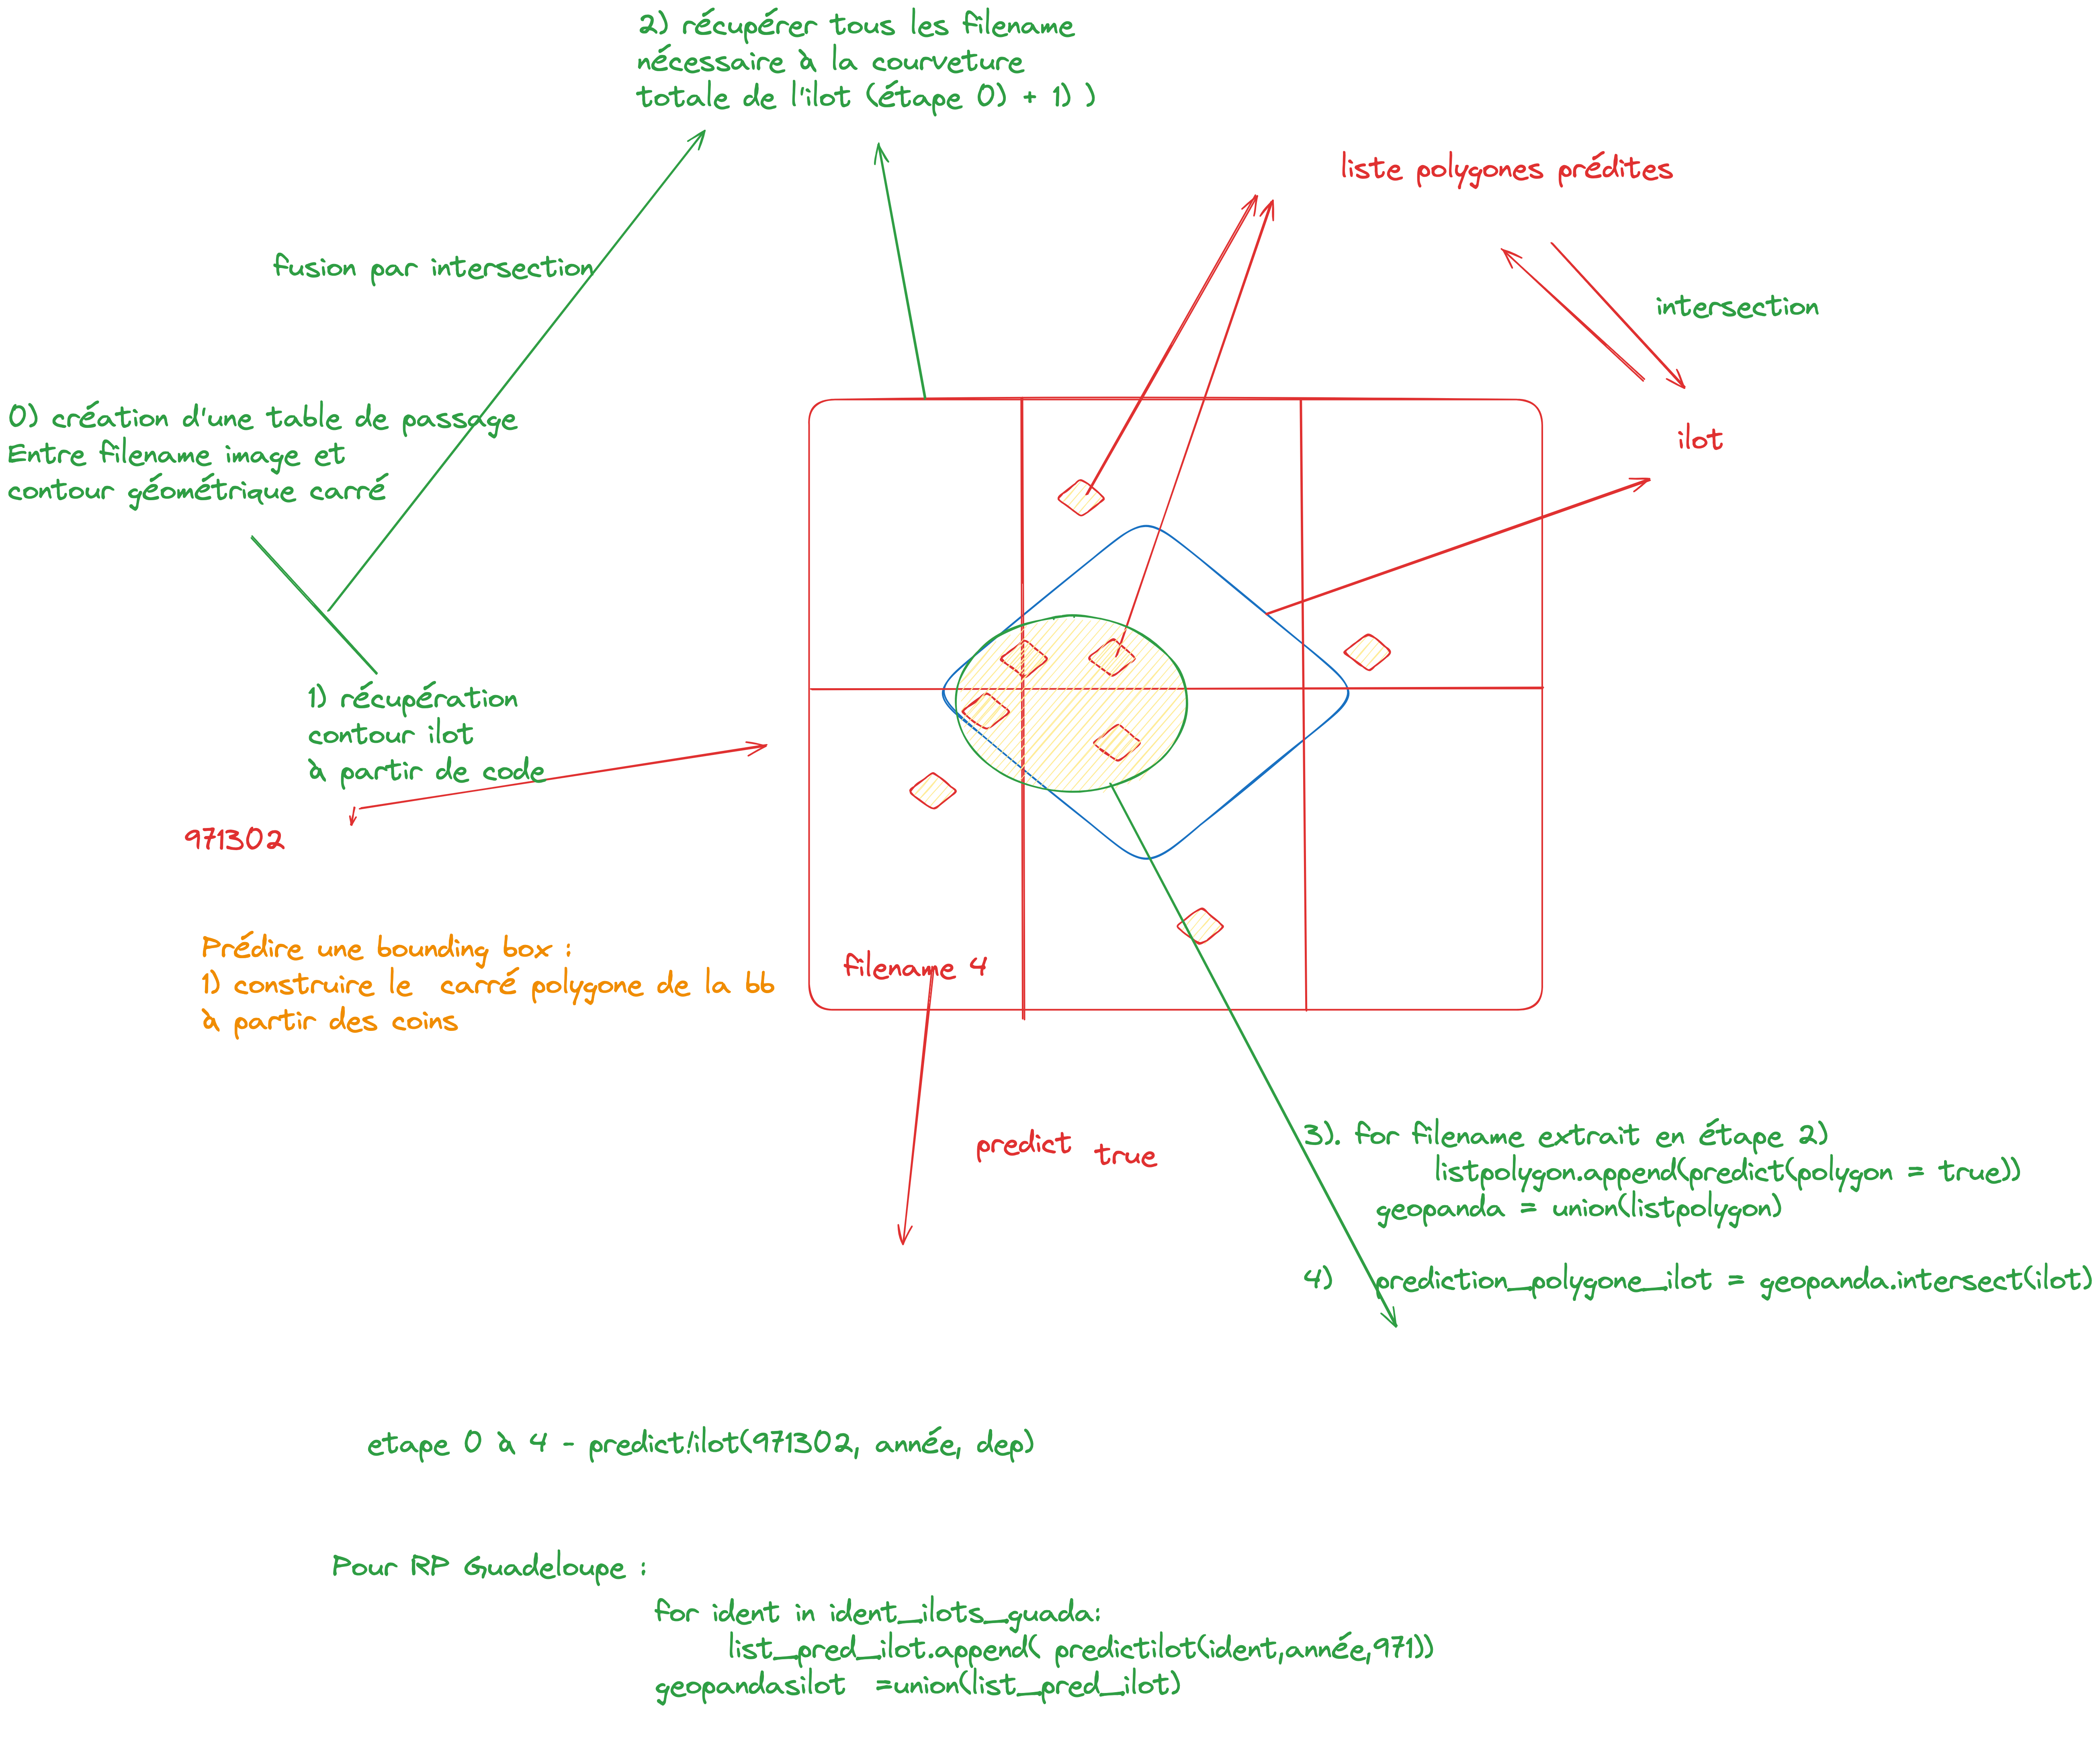 2) récupérer tous les filename
nécessaire à la courveture
totale de l'ilot (étape 0) + 1) )
liste polygones prédites
fusion par intersection
intersection
0) création d'une table de passage
Entre filename image et
contour géométrique carré
ilot
1) récupération
contour ilot
à partir de code
971302
Prédire une bounding box :
1) construire le carré polygone de la bb
à partir des coins
filename 4
predict true
3). for filename extrait en étape 2)
listpolygon.append(predict(polygon = true))
geopanda = union(listpolygon)
4) prediction_polygone_ilot = geopanda.intersect(ilot)
etape 0 à 4 - predict!ilot(971302, année, dep)
Pour RP Guadeloupe :
for ident in ident_ilots_guada:
list_pred_ilot.append( predictilot(ident,année,971))
geopandasilot =union(list_pred_ilot)